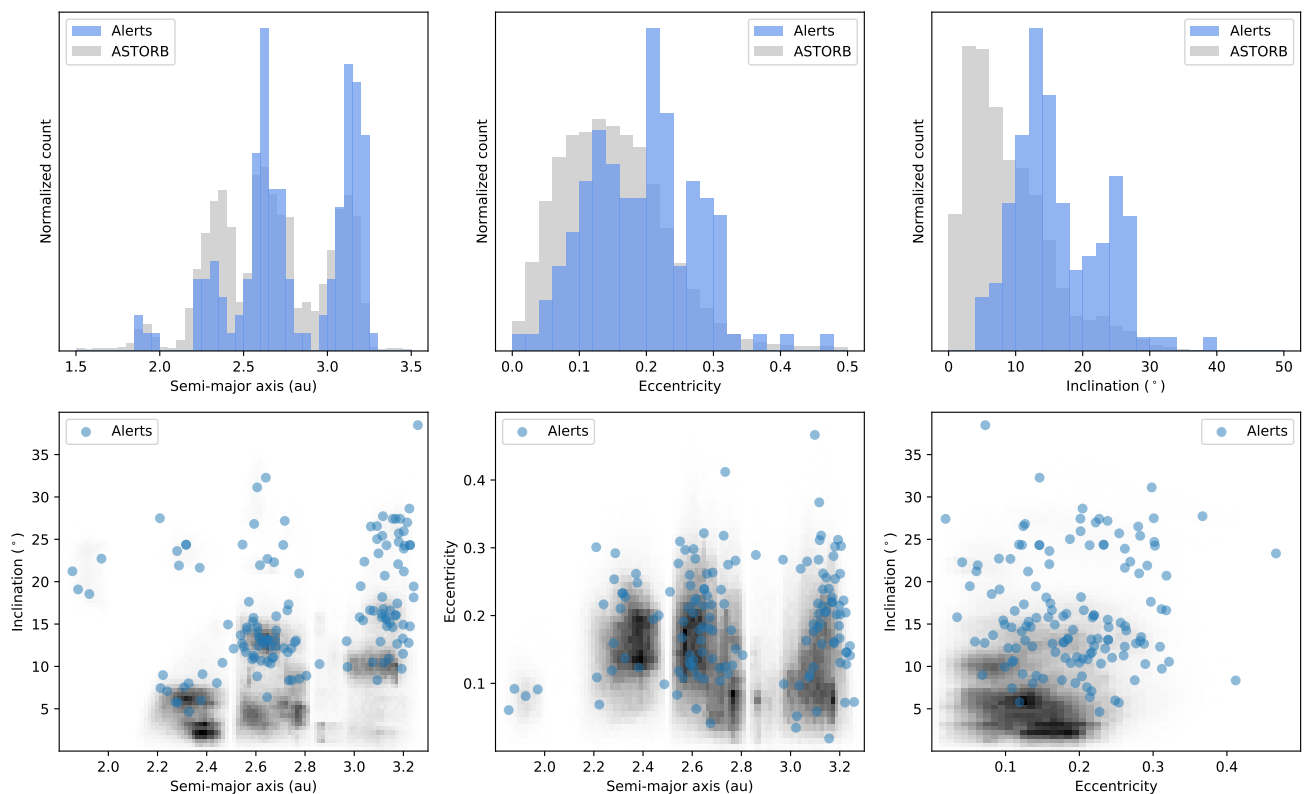 Alerts
ASTORB
Normalized count
1.5 2.0 2.5 3.0 3.5
Semi-major axis (au)
Alerts
ASTORB
Normalized count
0.0 0.1 0.2 0.3 0.4 0.5
Eccentricity
Alerts
ASTORB
Normalized count
0 10 20 30 40 50
Inclination (°)
Alerts
Inclination (°)
35
30
25
20
15
10
5
2.0 2.2 2.4 2.6 2.8 3.0 3.2
Semi-major axis (au)
Alerts
Eccentricity
0.4
0.3
0.2
0.1
2.0 2.2 2.4 2.6 2.8 3.0 3.2
Semi-major axis (au)
Alerts
Inclination (°)
35
30
25
20
15
10
5
0.1 0.2 0.3 0.4
Eccentricity